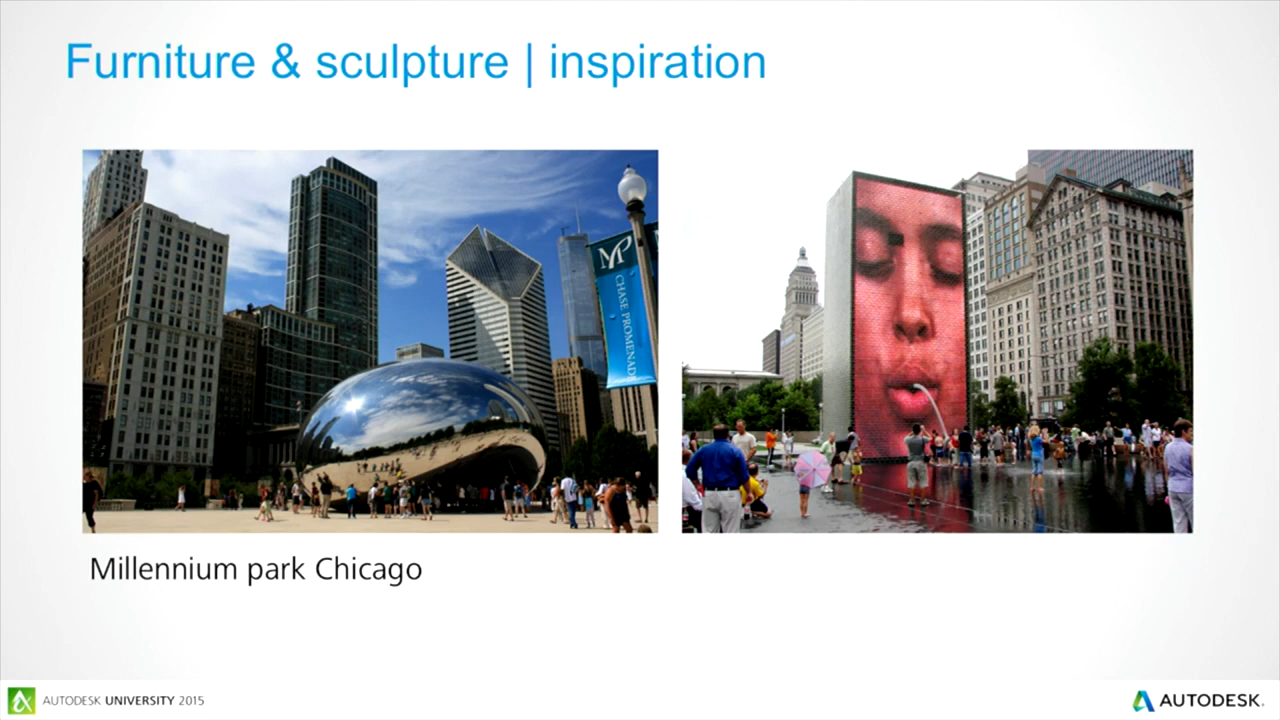 Furniture & sculpture | inspiration
MP
CHASE PROMENADE
Millennium park Chicago
AUTODESK UNIVERSITY 2015
AUTODESK.